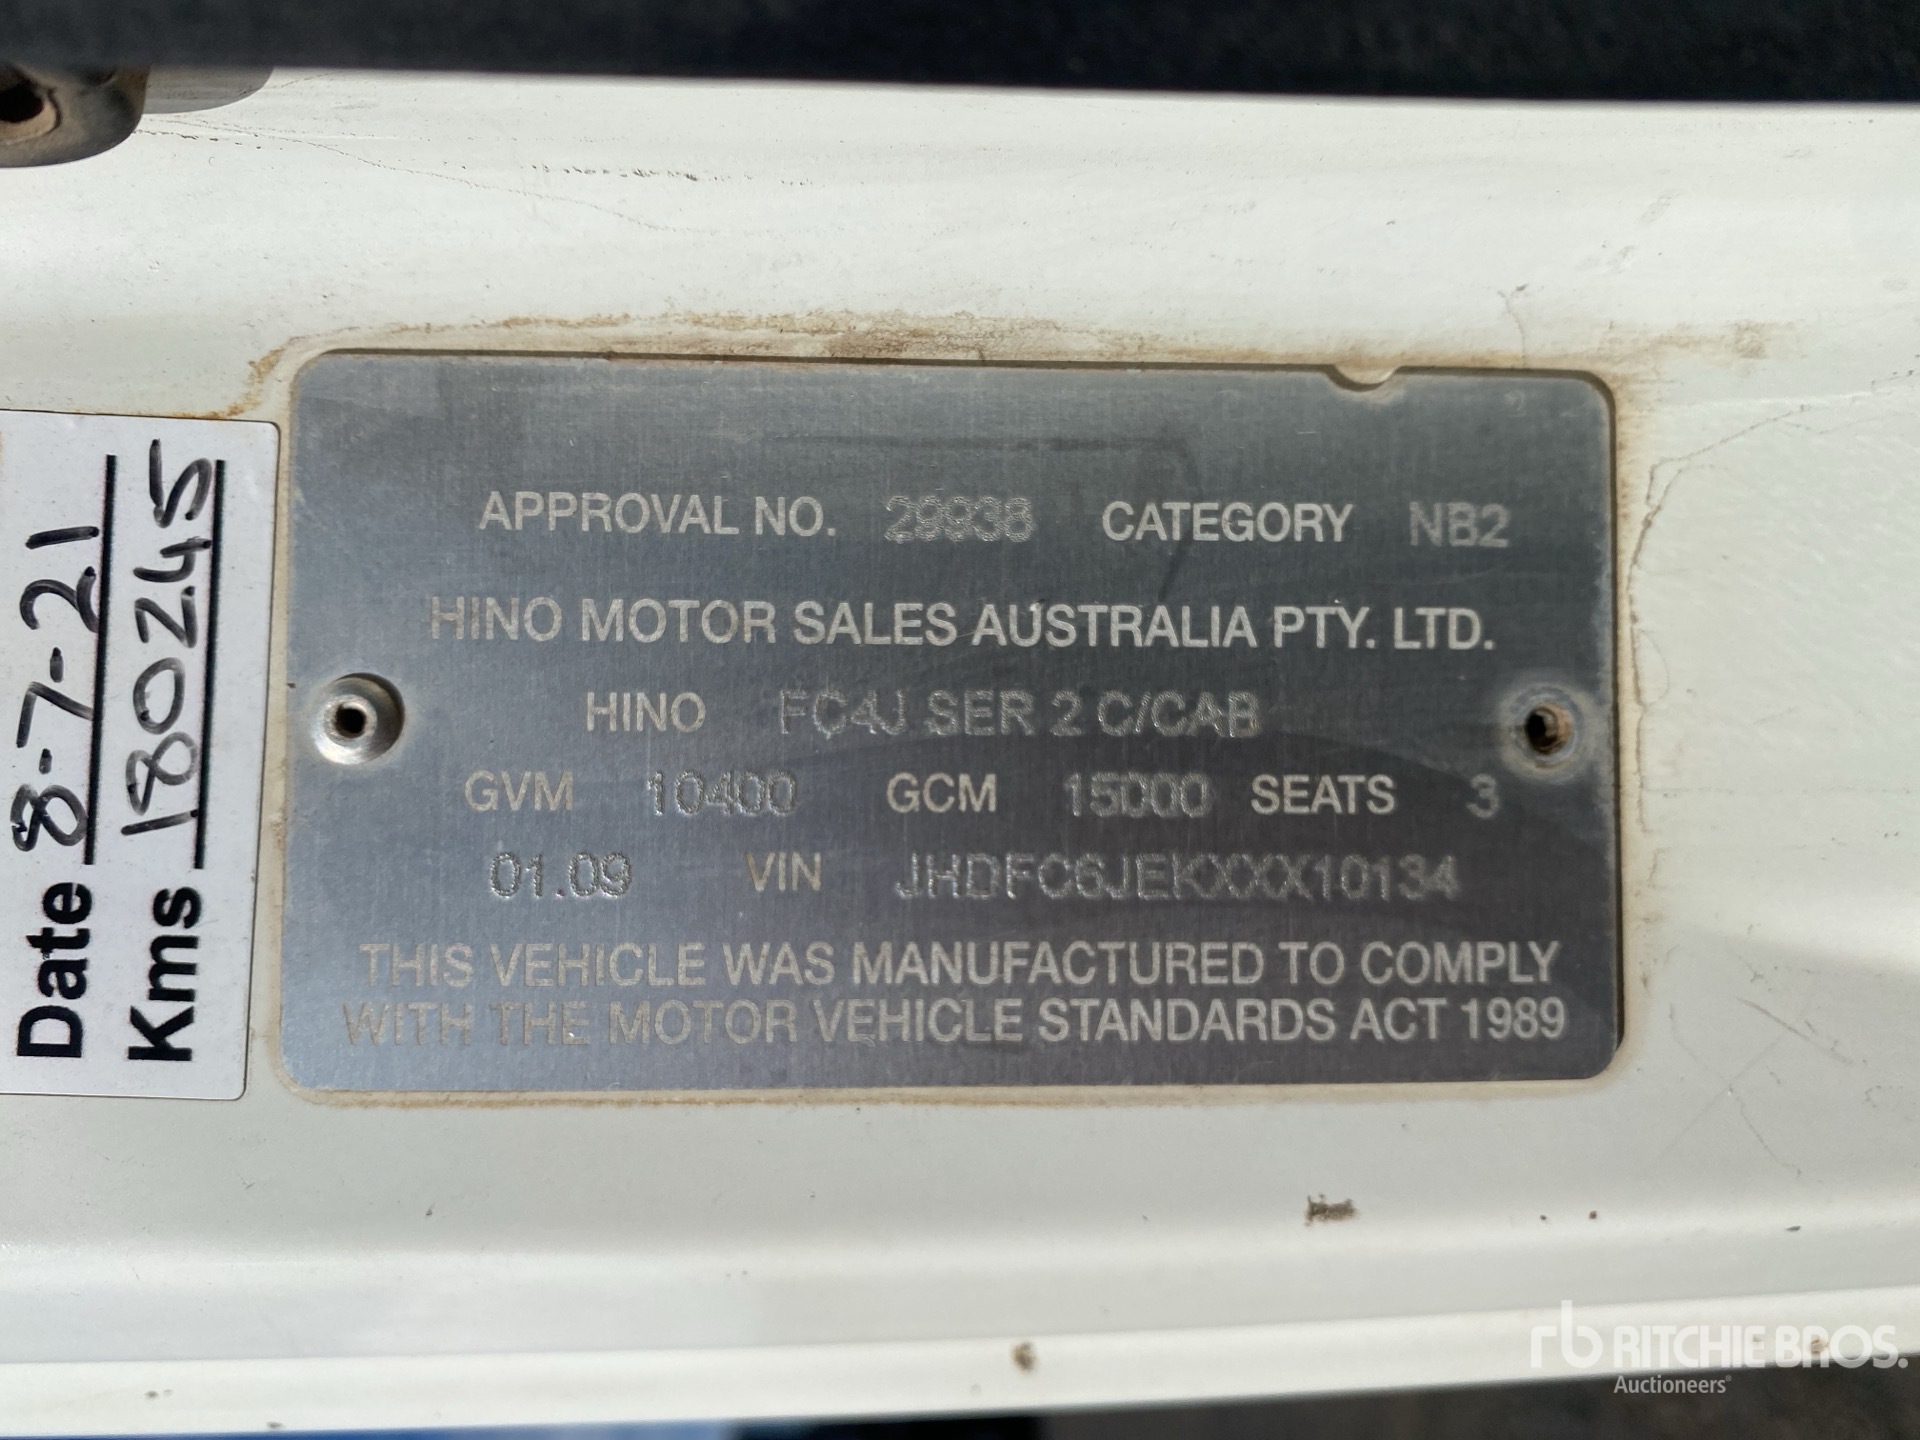 APPROVAL NO. 29938 CATEGORY NB2
HINO MOTOR SALES AUSTRALIA PTY. LTD.
HINO FC4J SER 2 C/CAB
GVM 10400 GCM 15000 SEATS 3
01.09 VIN JHDFC6JEKXXX10134
THIS VEHICLE WAS MANUFACTURED TO COMPLY
WITH THE MOTOR VEHICLE STANDARDS ACT 1989
Date 8-7-21
Kms 180245
rb RITCHIE BROS.
Auctioneers